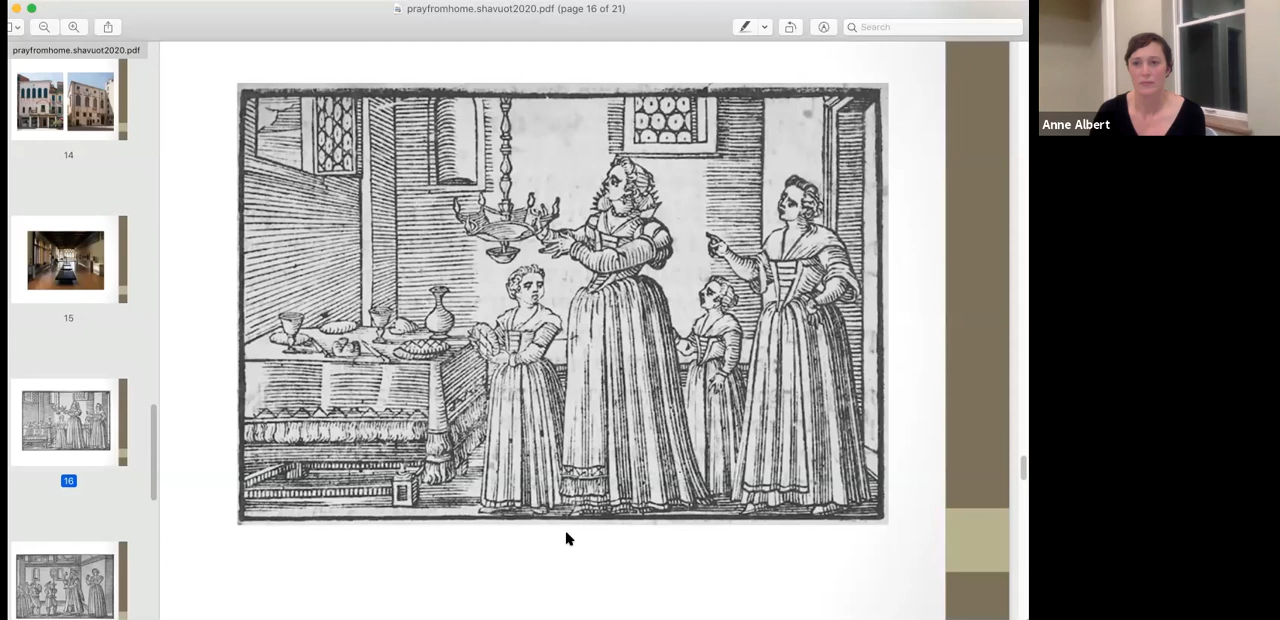 prayfromhome.shavuot2020.pdf (page 16 of 21)
Search
prayfromhome.shavuot2020.pdf
14
15
16
Anne Albert